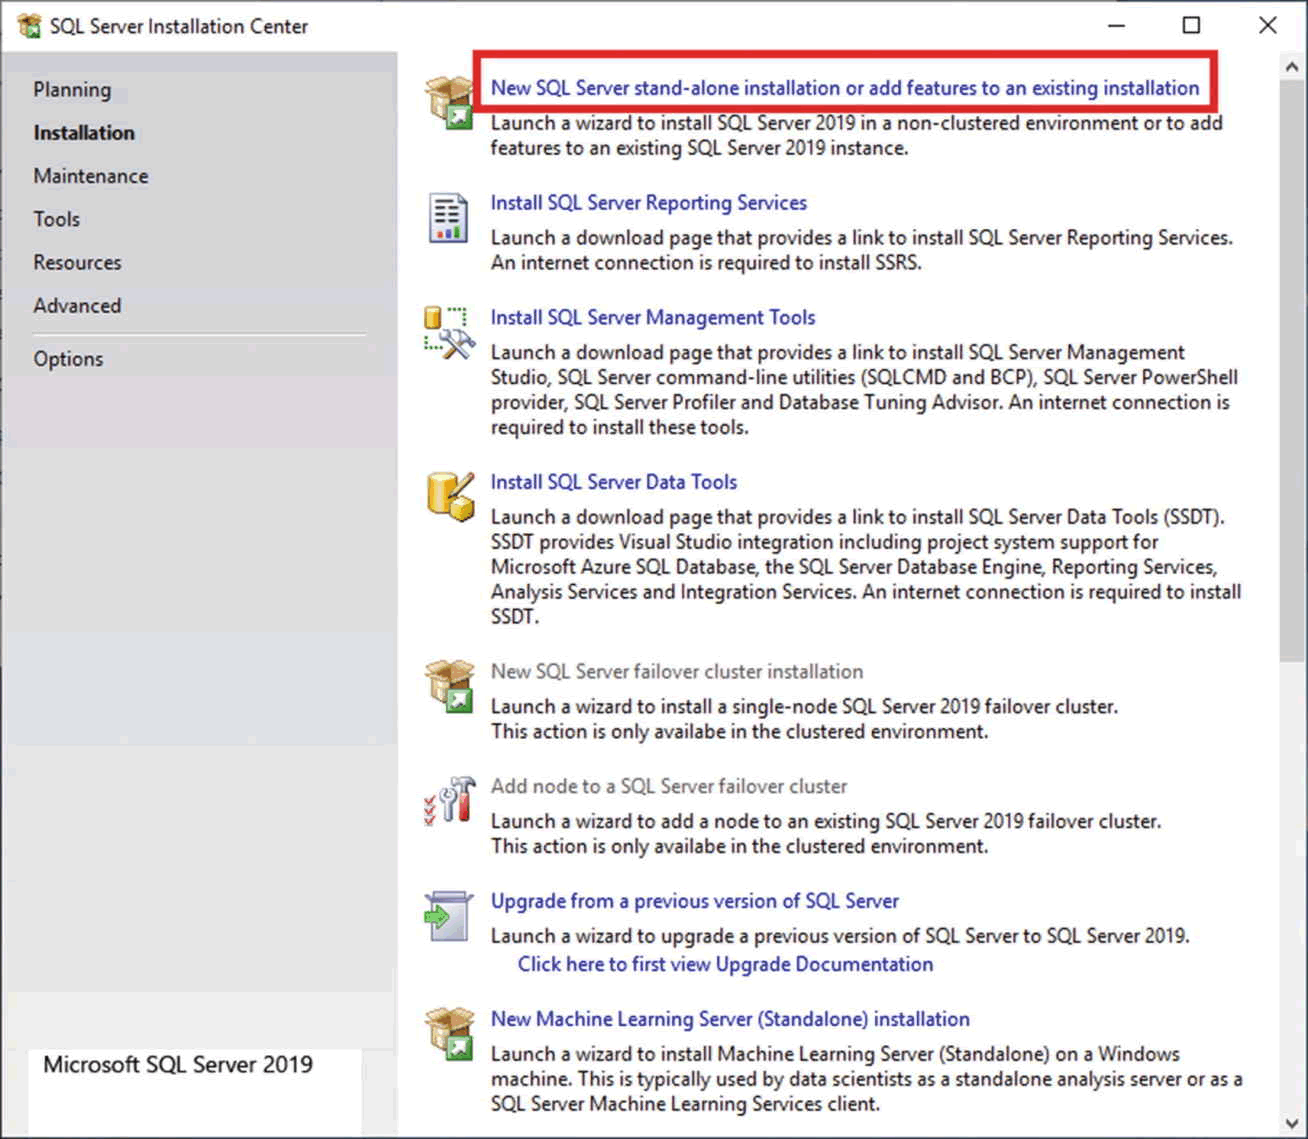 SQL Server Installation Center
Planning
Installation
Maintenance
Tools
Resources
Advanced
Options
Microsoft SQL Server 2019
New SQL Server stand-alone installation or add features to an existing installation
Launch a wizard to install SQL Server 2019 in a non-clustered environment or to add
features to an existing SQL Server 2019 instance.
Install SQL Server Reporting Services
Launch a download page that provides a link to install SQL Server Reporting Services.
An internet connection is required to install SSRS.
Install SQL Server Management Tools
Launch a download page that provides a link to install SQL Server Management
Studio, SQL Server command-line utilities (SQLCMD and BCP), SQL Server PowerShell
provider, SQL Server Profiler and Database Tuning Advisor. An internet connection is
required to install these tools.
Install SQL Server Data Tools
Launch a download page that provides a link to install SQL Server Data Tools (SSDT).
SSDT provides Visual Studio integration including project system support for
Microsoft Azure SQL Database, the SQL Server Database Engine, Reporting Services,
Analysis Services and Integration Services. An internet connection is required to install
SSDT.
New SQL Server failover cluster installation
Launch a wizard to install a single-node SQL Server 2019 failover cluster.
This action is only availabe in the clustered environment.
Add node to a SQL Server failover cluster
Launch a wizard to add a node to an existing SQL Server 2019 failover cluster.
This action is only availabe in the clustered environment.
Upgrade from a previous version of SQL Server
Launch a wizard to upgrade a previous version of SQL Server to SQL Server 2019.
Click here to first view Upgrade Documentation
New Machine Learning Server (Standalone) installation
Launch a wizard to install Machine Learning Server (Standalone) on a Windows
machine. This is typically used by data scientists as a standalone analysis server or as a
SQL Server Machine Learning Services client.